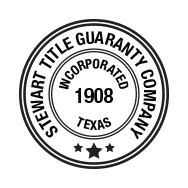 STEWART TITLE GUARANTY COMPANY
INCORPORATED
1908
TEXAS